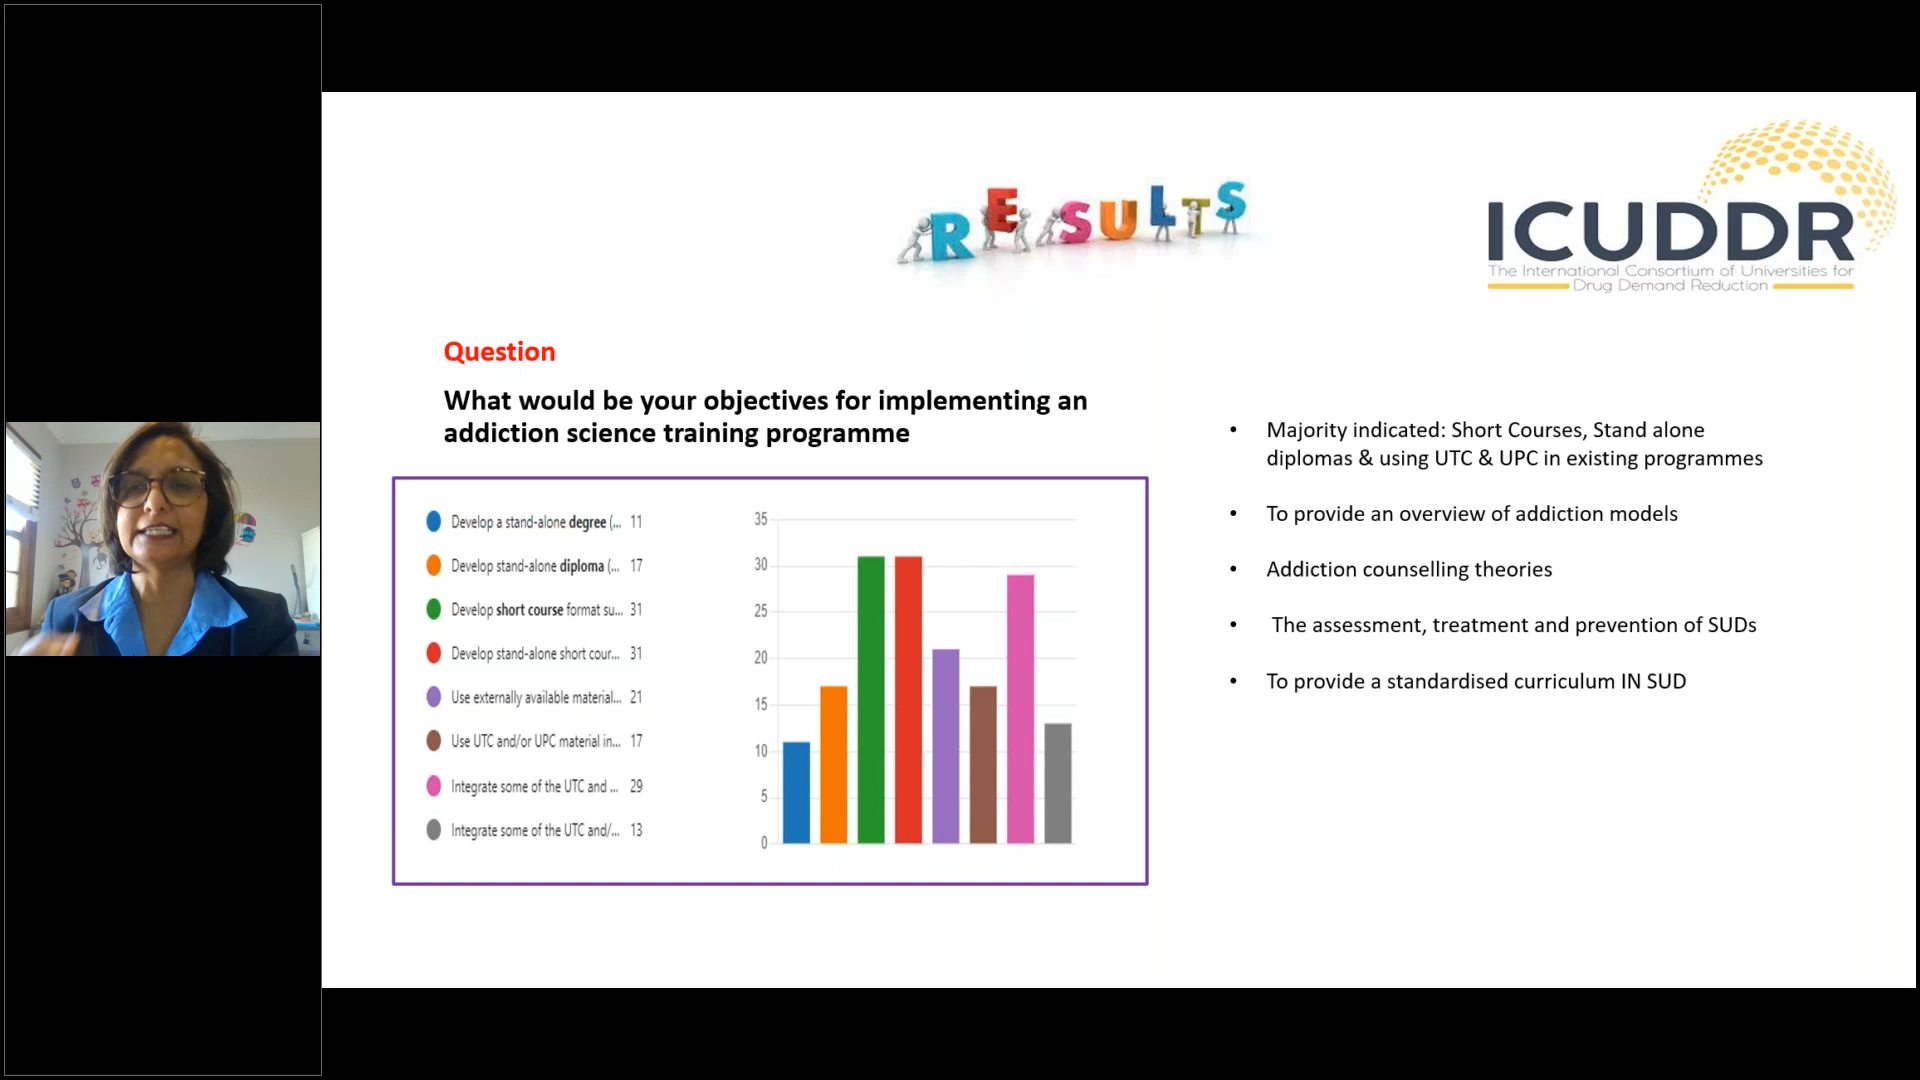 RESULTS
ICUDDR
The International Consortium of Universities for
Drug Demand Reduction
Question
What would be your objectives for implementing an
addiction science training programme
Develop a stand-alone degree (... 11
Develop stand-alone diploma (... 17
Develop short course format su... 31
Develop stand-alone short cour... 31
Use externally available material... 21
Use UTC and/or UPC material in... 17
Integrate some of the UTC and ... 29
Integrate some of the UTC and/... 13
35
30
25
20
15
10
5
0
• Majority indicated: Short Courses, Stand alone
diplomas & using UTC & UPC in existing programmes
• To provide an overview of addiction models
• Addiction counselling theories
• The assessment, treatment and prevention of SUDs
• To provide a standardised curriculum IN SUD